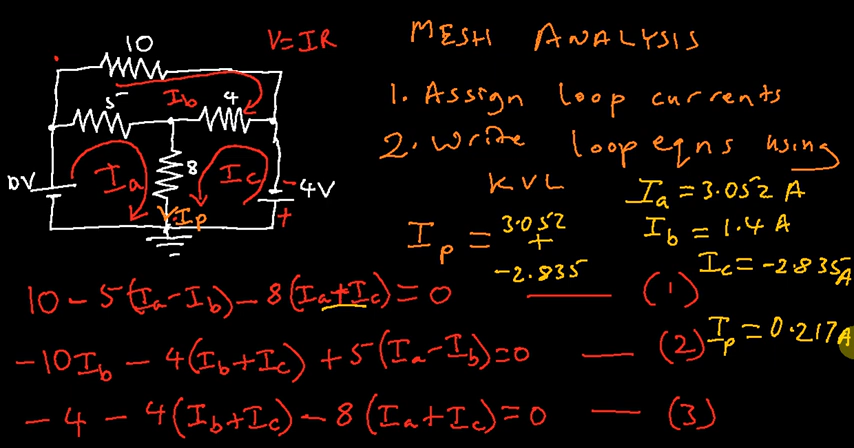 MESH ANALYSIS
1. Assign loop currents
2. Write loop eqns using
KVL
V=IR
10
5
Ib
4
Ia
8
Ic
0V
- 4V
+
Ip
Ia = 3.052 A
Ib = 1.4 A
Ic = -2.835 A
Ip = 3.052 + -2.835
Ip = 0.217 A
10 - 5(Ia - Ib) - 8(Ia + Ic) = 0 —— (1)
-10Ib - 4(Ib + Ic) + 5(Ia - Ib) = 0 —— (2)
- 4 - 4(Ib + Ic) - 8(Ia + Ic) = 0 —— (3)